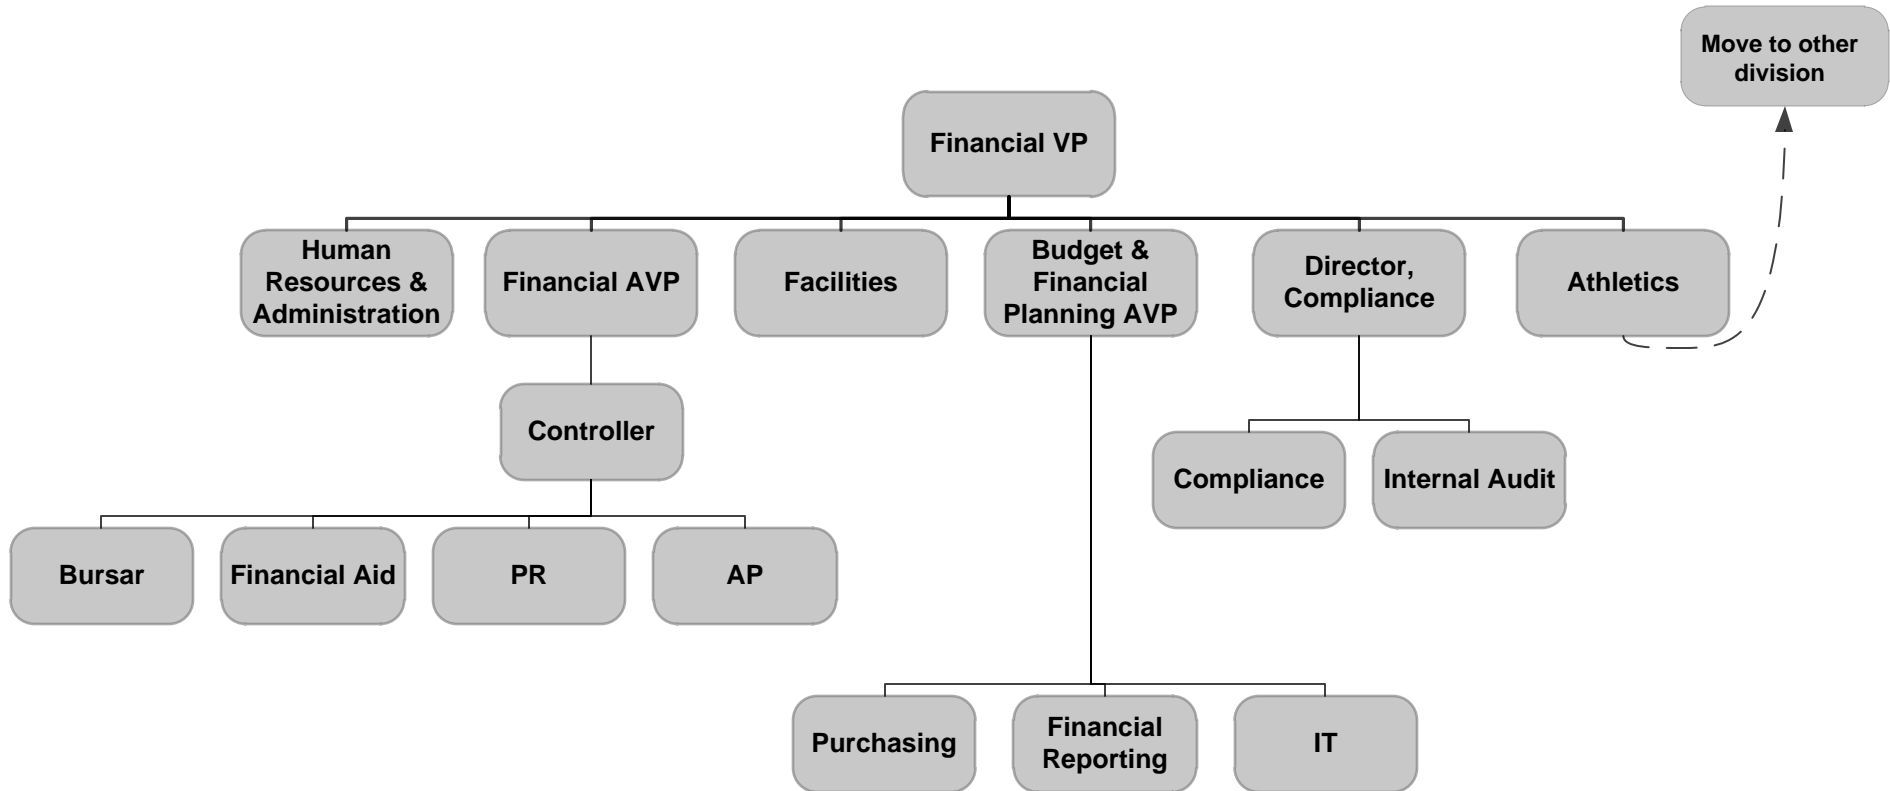 Move to other
division
Financial VP
Human
Resources &
Administration
Financial AVP
Facilities
Budget &
Financial
Planning AVP
Director,
Compliance
Athletics
Controller
Compliance
Internal Audit
Bursar
Financial Aid
PR
AP
Purchasing
Financial
Reporting
IT